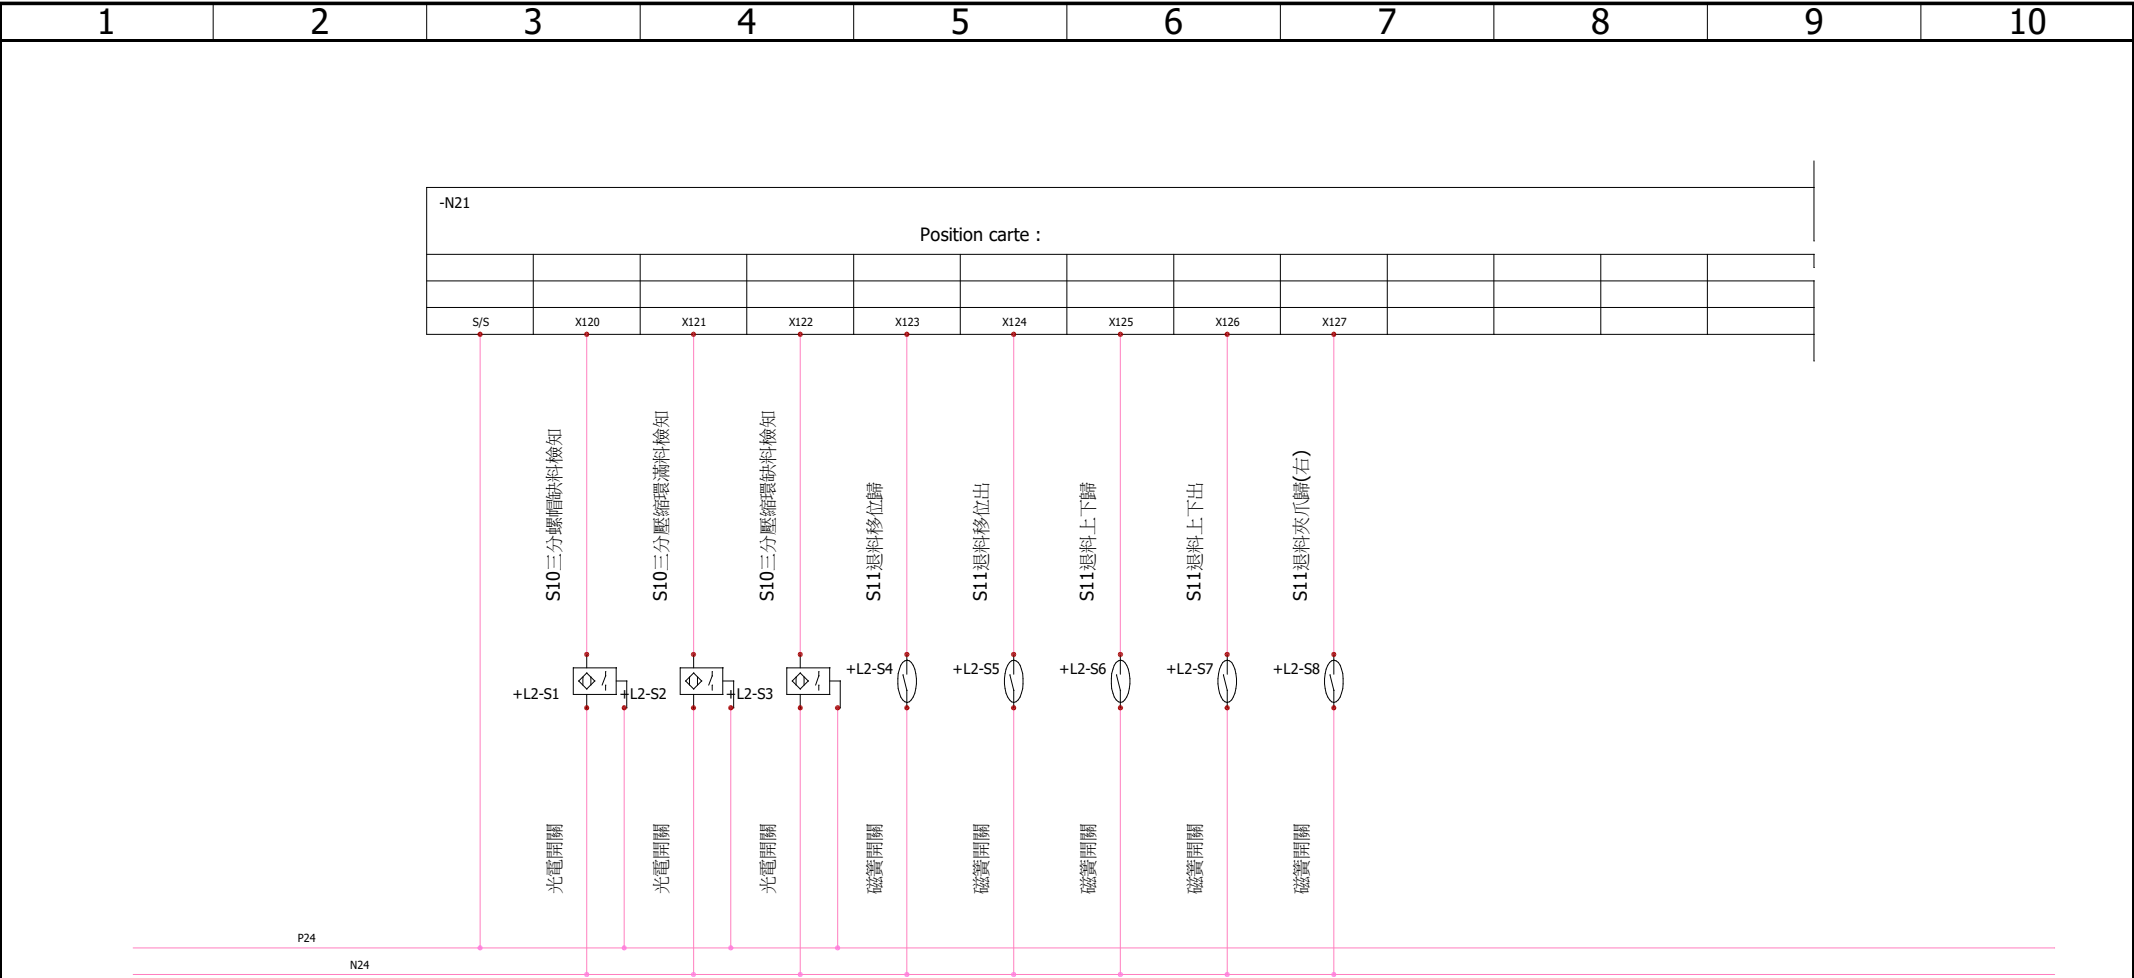 1 2 3 4 5 6 7 8 9 10
-N21
Position carte :
S/S X120 X121 X122 X123 X124 X125 X126 X127
S10三分螺帽缺料檢知
S10三分壓縮環滿料檢知
S10三分壓縮環缺料檢知
S11退料移位歸
S11退料移位出
S11退料上下歸
S11退料上下出
S11退料夾爪歸(右)
+L2-S1
+L2-S2
+L2-S3
+L2-S4
+L2-S5
+L2-S6
+L2-S7
+L2-S8
光電開關
光電開關
光電開關
磁簧開關
磁簧開關
磁簧開關
磁簧開關
磁簧開關
P24
N24